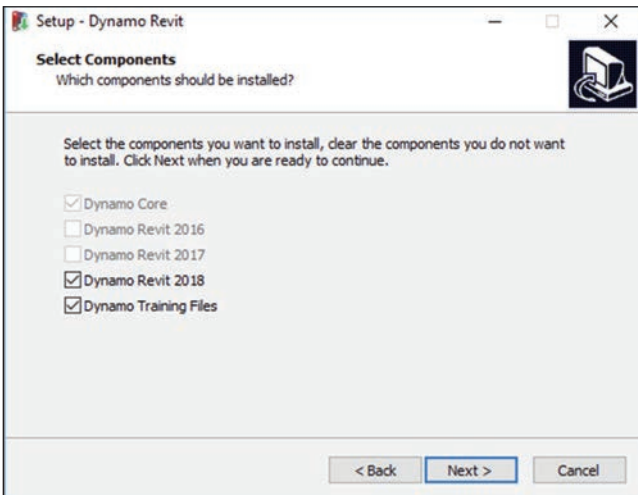 Setup - Dynamo Revit
Select Components
Which components should be installed?
Select the components you want to install, clear the components you do not want
to install. Click Next when you are ready to continue.
Dynamo Core
Dynamo Revit 2016
Dynamo Revit 2017
Dynamo Revit 2018
Dynamo Training Files
< Back Next > Cancel